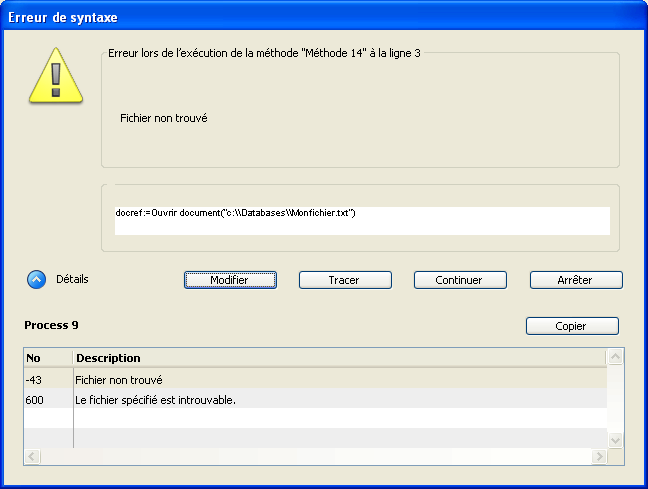 Erreur de syntaxe
Erreur lors de l'exécution de la méthode "Méthode 14" à la ligne 3
Fichier non trouvé
docref:=Ouvrir document("c:\\Databases\\Monfichier.txt")
Détails Modifier Tracer Continuer Arrêter
Process 9 Copier
No Description
-43 Fichier non trouvé
600 Le fichier spécifié est introuvable.